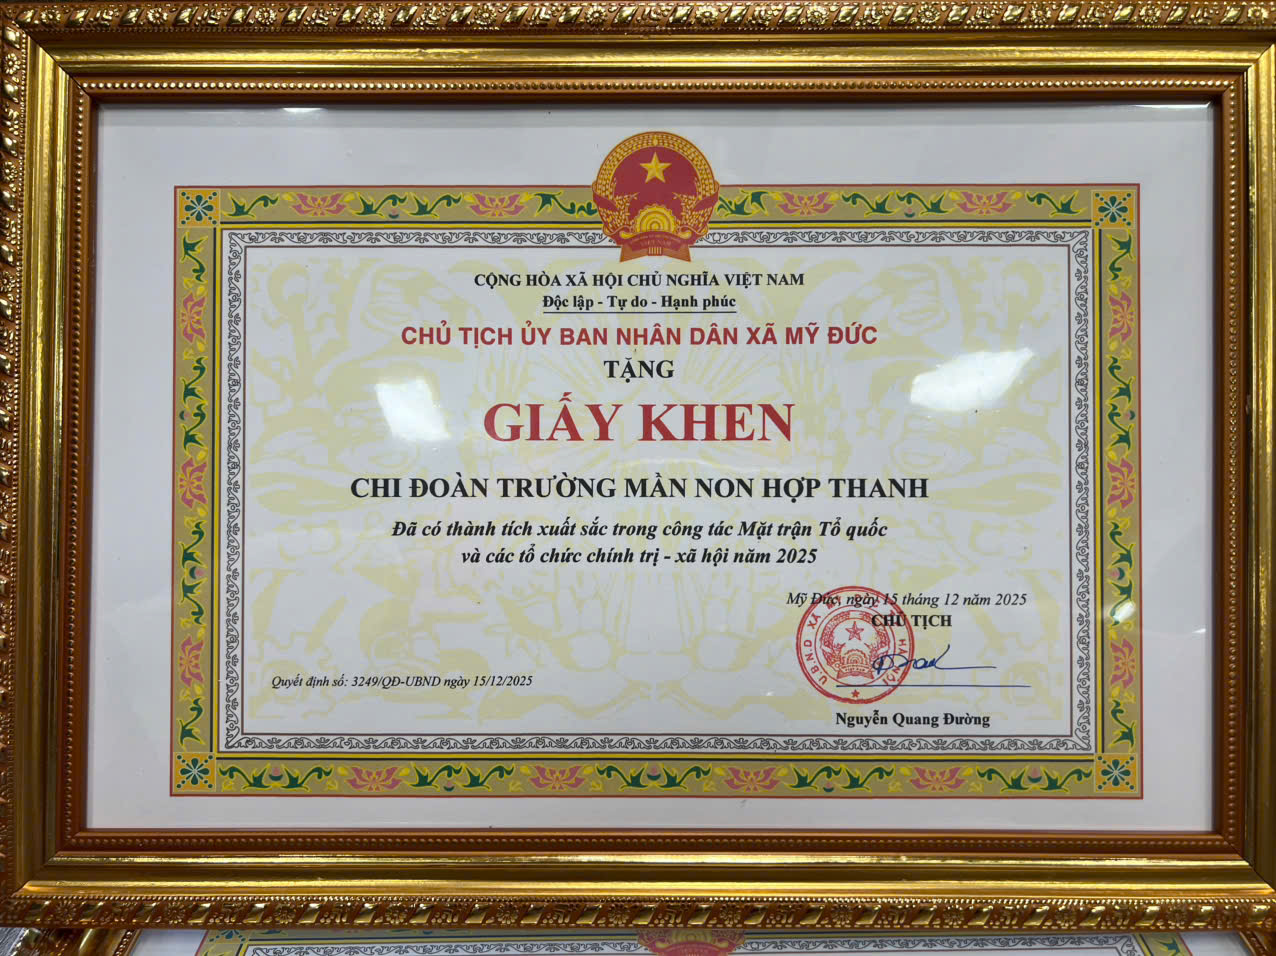 CỘNG HÒA XÃ HỘI CHỦ NGHĨA VIỆT NAM
Độc lập - Tự do - Hạnh phúc
CHỦ TỊCH ỦY BAN NHÂN DÂN XÃ MỸ ĐỨC
TẶNG
GIẤY KHEN
CHI ĐOÀN TRƯỜNG MẦN NON HỢP THANH
Đã có thành tích xuất sắc trong công tác Mặt trận Tổ quốc
và các tổ chức chính trị - xã hội năm 2025
Mỹ Đức, ngày 15 tháng 12 năm 2025
CHỦ TỊCH
Quyết định số: 3249/QĐ-UBND ngày 15/12/2025
Nguyễn Quang Đường